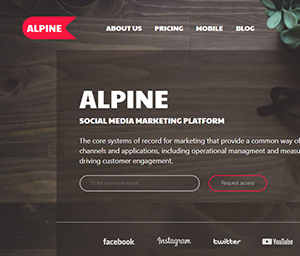 ALPINE
ABOUT US PRICING MOBILE BLOG
ALPINE
SOCIAL MEDIA MARKETING PLATFORM
The core systems of record for marketing that provide a common way of
channels and applications, including operational managment and measu
driving customer engagement.
Enter your work email Request access
facebook Instagram twitter YouTube